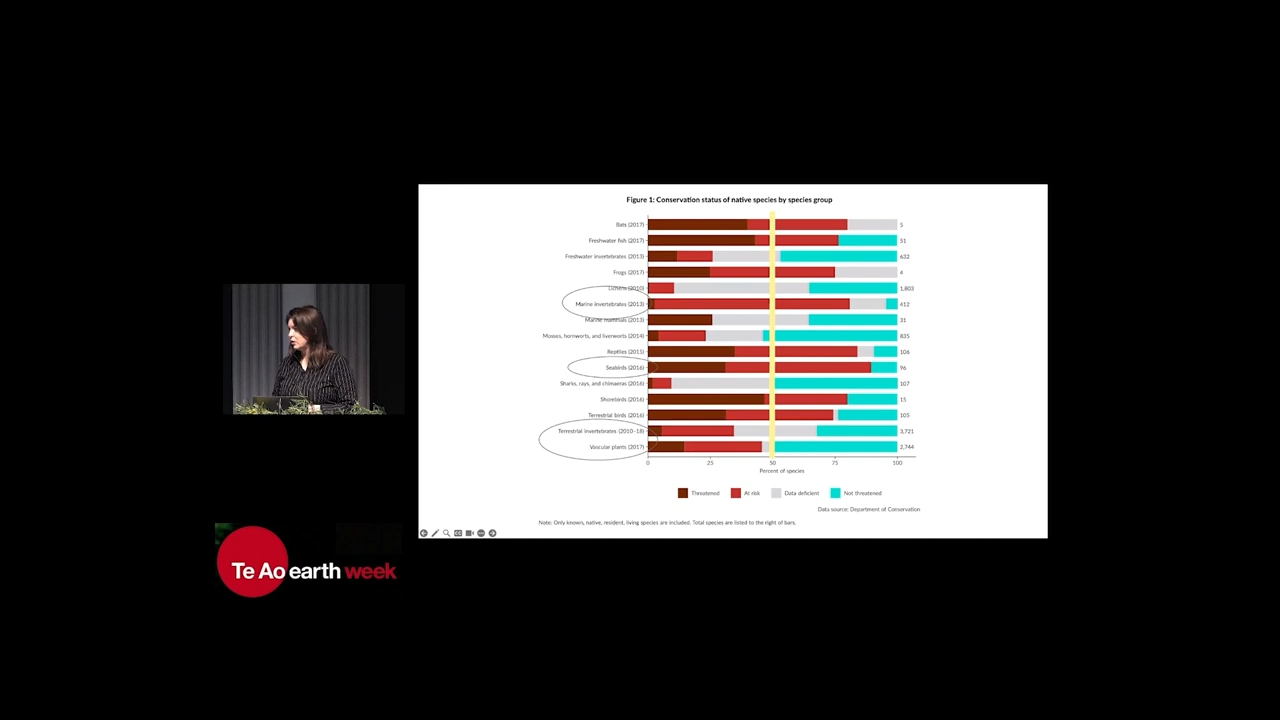 Figure 1: Conservation status of native species by species group
Bats (2017) 5
Freshwater fish (2017) 51
Freshwater invertebrates (2013) 632
Frogs (2017) 4
Lichens (2010) 1,803
Marine invertebrates (2013) 412
Marine mammals (2013) 31
Mosses, hornworts, and liverworts (2014) 835
Reptiles (2015) 106
Seabirds (2016) 96
Sharks, rays, and chimaeras (2016) 107
Shorebirds (2016) 15
Terrestrial birds (2016) 105
Terrestrial invertebrates (2010–18) 3,721
Vascular plants (2017) 2,744
0 25 50 75 100
Percent of species
Threatened At risk Data deficient Not threatened
Data source: Department of Conservation
Note: Only known, native, resident, living species are included. Total species are listed to the right of bars.
Te Ao earth week